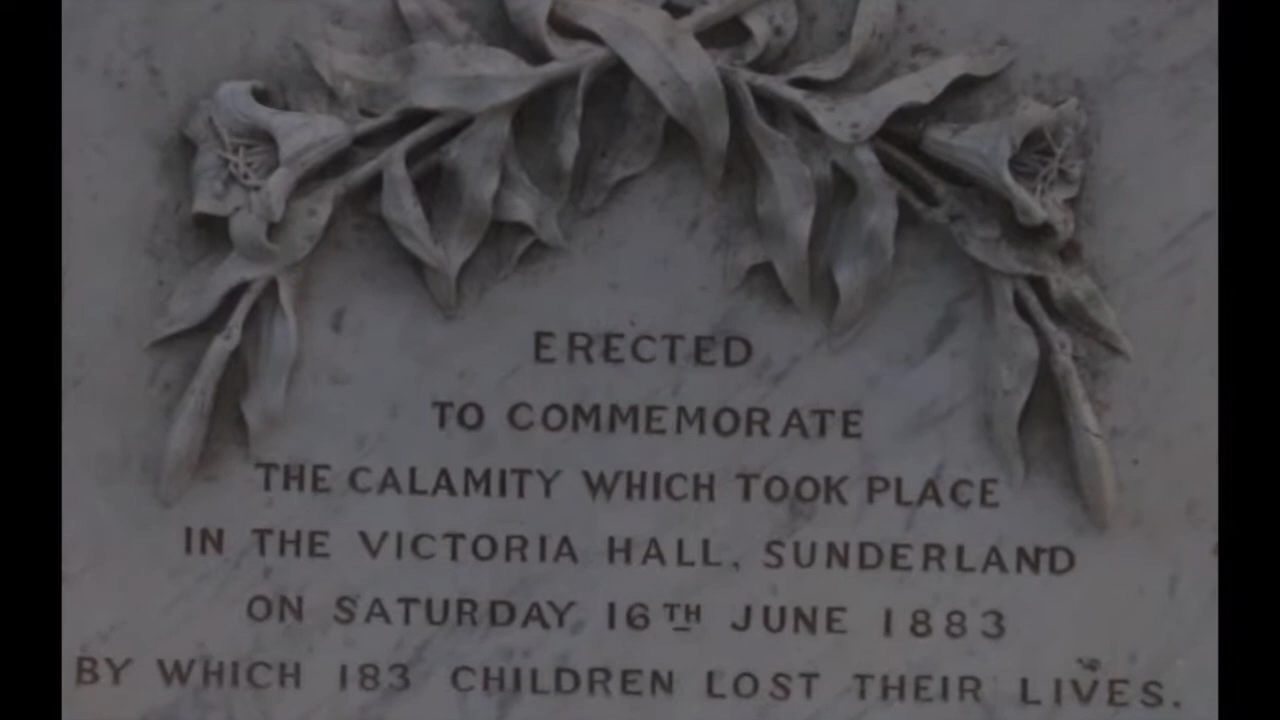 ERECTED
TO COMMEMORATE
THE CALAMITY WHICH TOOK PLACE
IN THE VICTORIA HALL, SUNDERLAND
ON SATURDAY 16TH JUNE 1883
BY WHICH 183 CHILDREN LOST THEIR LIVES.